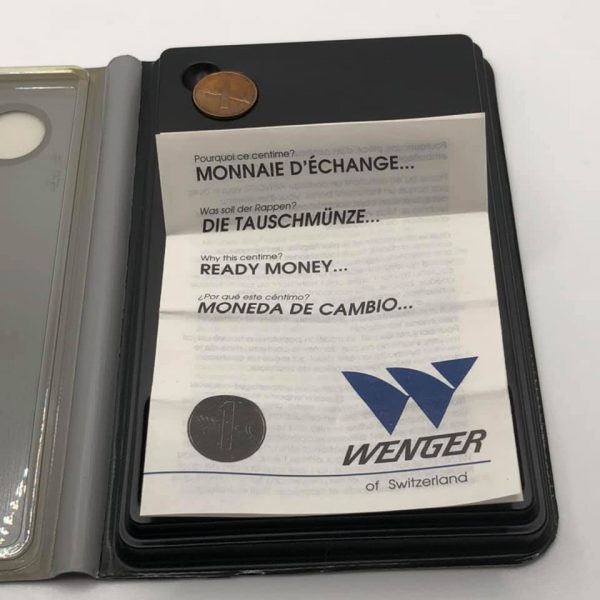 Pourquoi ce centime?
MONNAIE D'ÉCHANGE...
Was soll der Rappen?
DIE TAUSCHMÜNZE...
Why this centime?
READY MONEY...
¿Por qué este céntimo?
MONEDA DE CAMBIO...
1
WENGER
of Switzerland